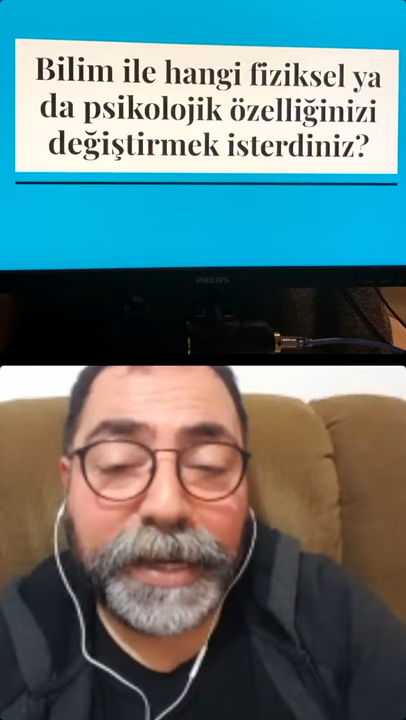 Bilim ile hangi fiziksel ya
da psikolojik özelliğinizi
değiştirmek isterdiniz?
PHILIPS